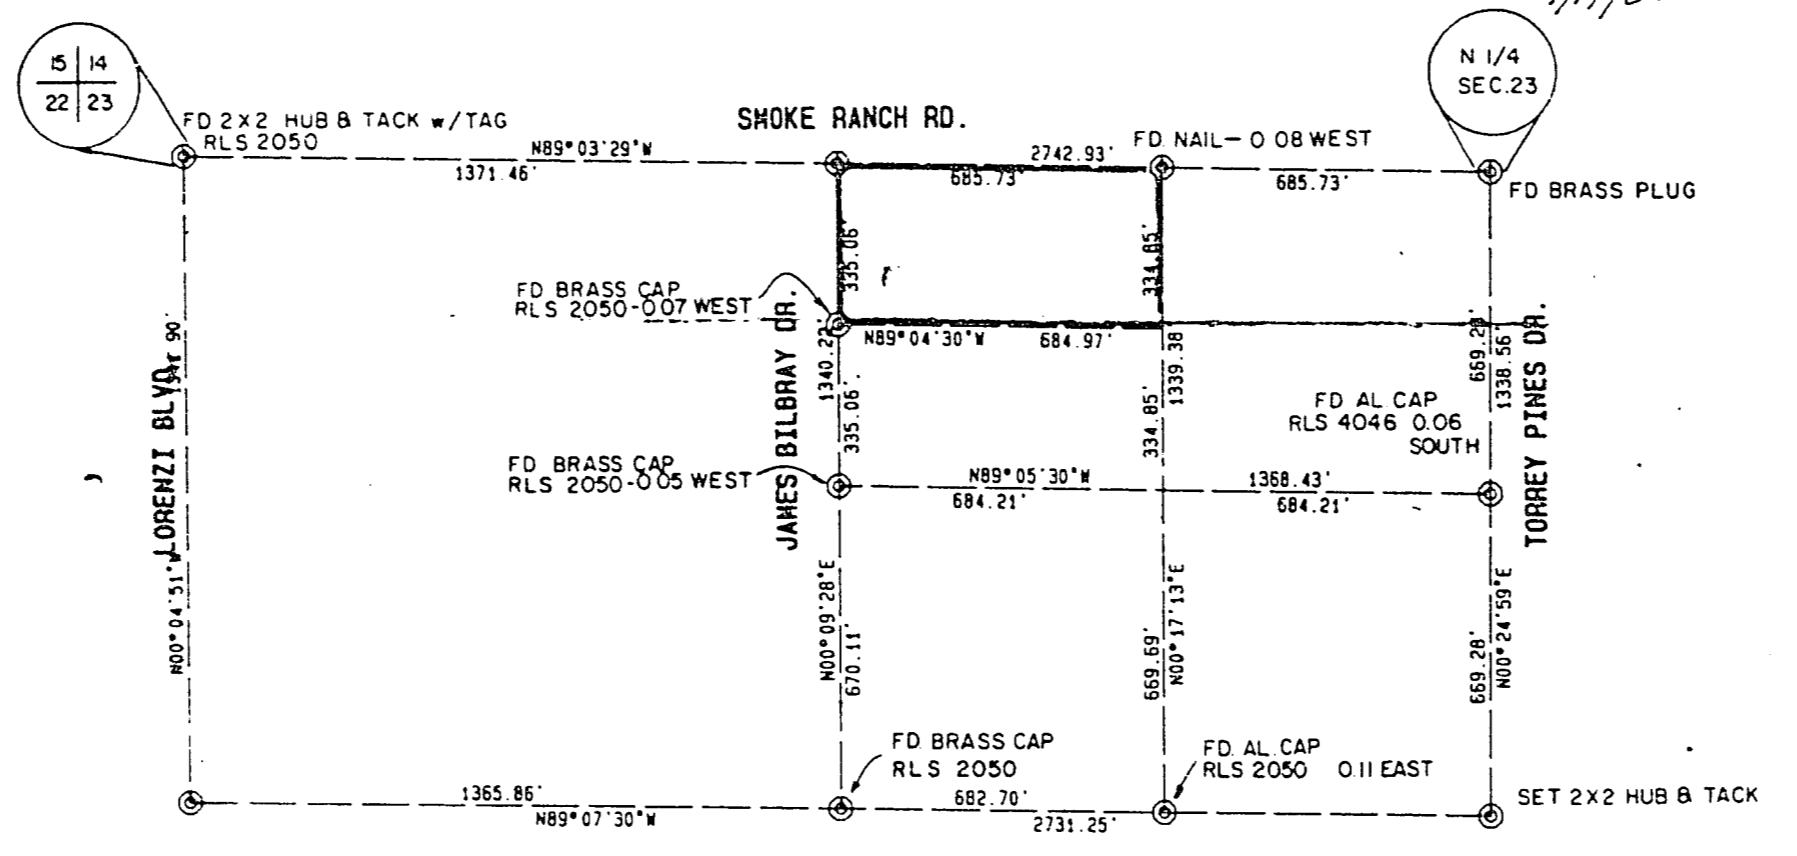 15 14
22 23
N 1/4
SEC.23
SMOKE RANCH RD.
FD 2X2 HUB & TACK w/TAG
RLS 2050
N89°03'29"W
1371.46'
2742.93'
685.73'
FD. NAIL- 0 08 WEST
685.73'
FD BRASS PLUG
335.06'
334.85'
FD BRASS CAP
RLS 2050-0.07 WEST
N89°04'30"W
684.97'
LORENZI BLVD.
90'
JAMES BILBRAY DR.
TORREY PINES DR.
335.06'
334.85'
1339.38
1338.56'
FD AL CAP
RLS 4046 0.06
SOUTH
FD BRASS CAP
RLS 2050-0.05 WEST
N89°05'30"W
684.21'
1368.43'
684.21'
N00°04'51"W
N00°09'28"E
670.11'
669.69'
N00°17'13"E
669.28'
N00°24'59"E
FD. BRASS CAP
RLS 2050
FD. AL. CAP
RLS 2050 0.11 EAST
1365.86'
N89°07'30"W
682.70'
2731.25'
SET 2X2 HUB & TACK